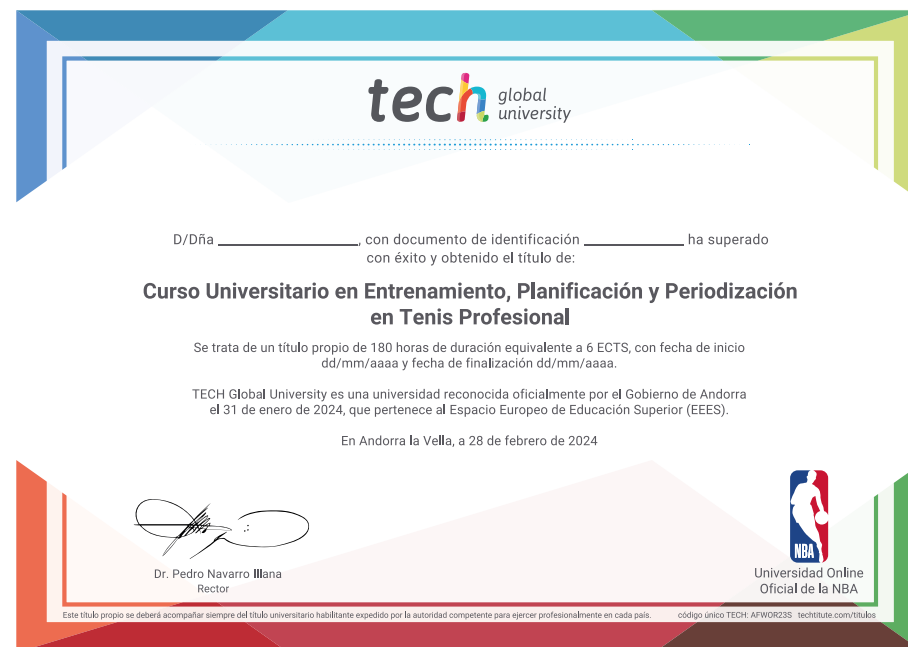 tech global university
D/Dña ____________________, con documento de identificación ______________ ha superado
con éxito y obtenido el título de:
Curso Universitario en Entrenamiento, Planificación y Periodización
en Tenis Profesional
Se trata de un título propio de 180 horas de duración equivalente a 6 ECTS, con fecha de inicio
dd/mm/aaaa y fecha de finalización dd/mm/aaaa.
TECH Global University es una universidad reconocida oficialmente por el Gobierno de Andorra
el 31 de enero de 2024, que pertenece al Espacio Europeo de Educación Superior (EEES).
En Andorra la Vella, a 28 de febrero de 2024
Dr. Pedro Navarro Illana
Rector
NBA
Universidad Online
Oficial de la NBA
Este título propio se deberá acompañar siempre del título universitario habilitante expedido por la autoridad competente para ejercer profesionalmente en cada país. código único TECH: AFWOR23S techtitute.com/titulos